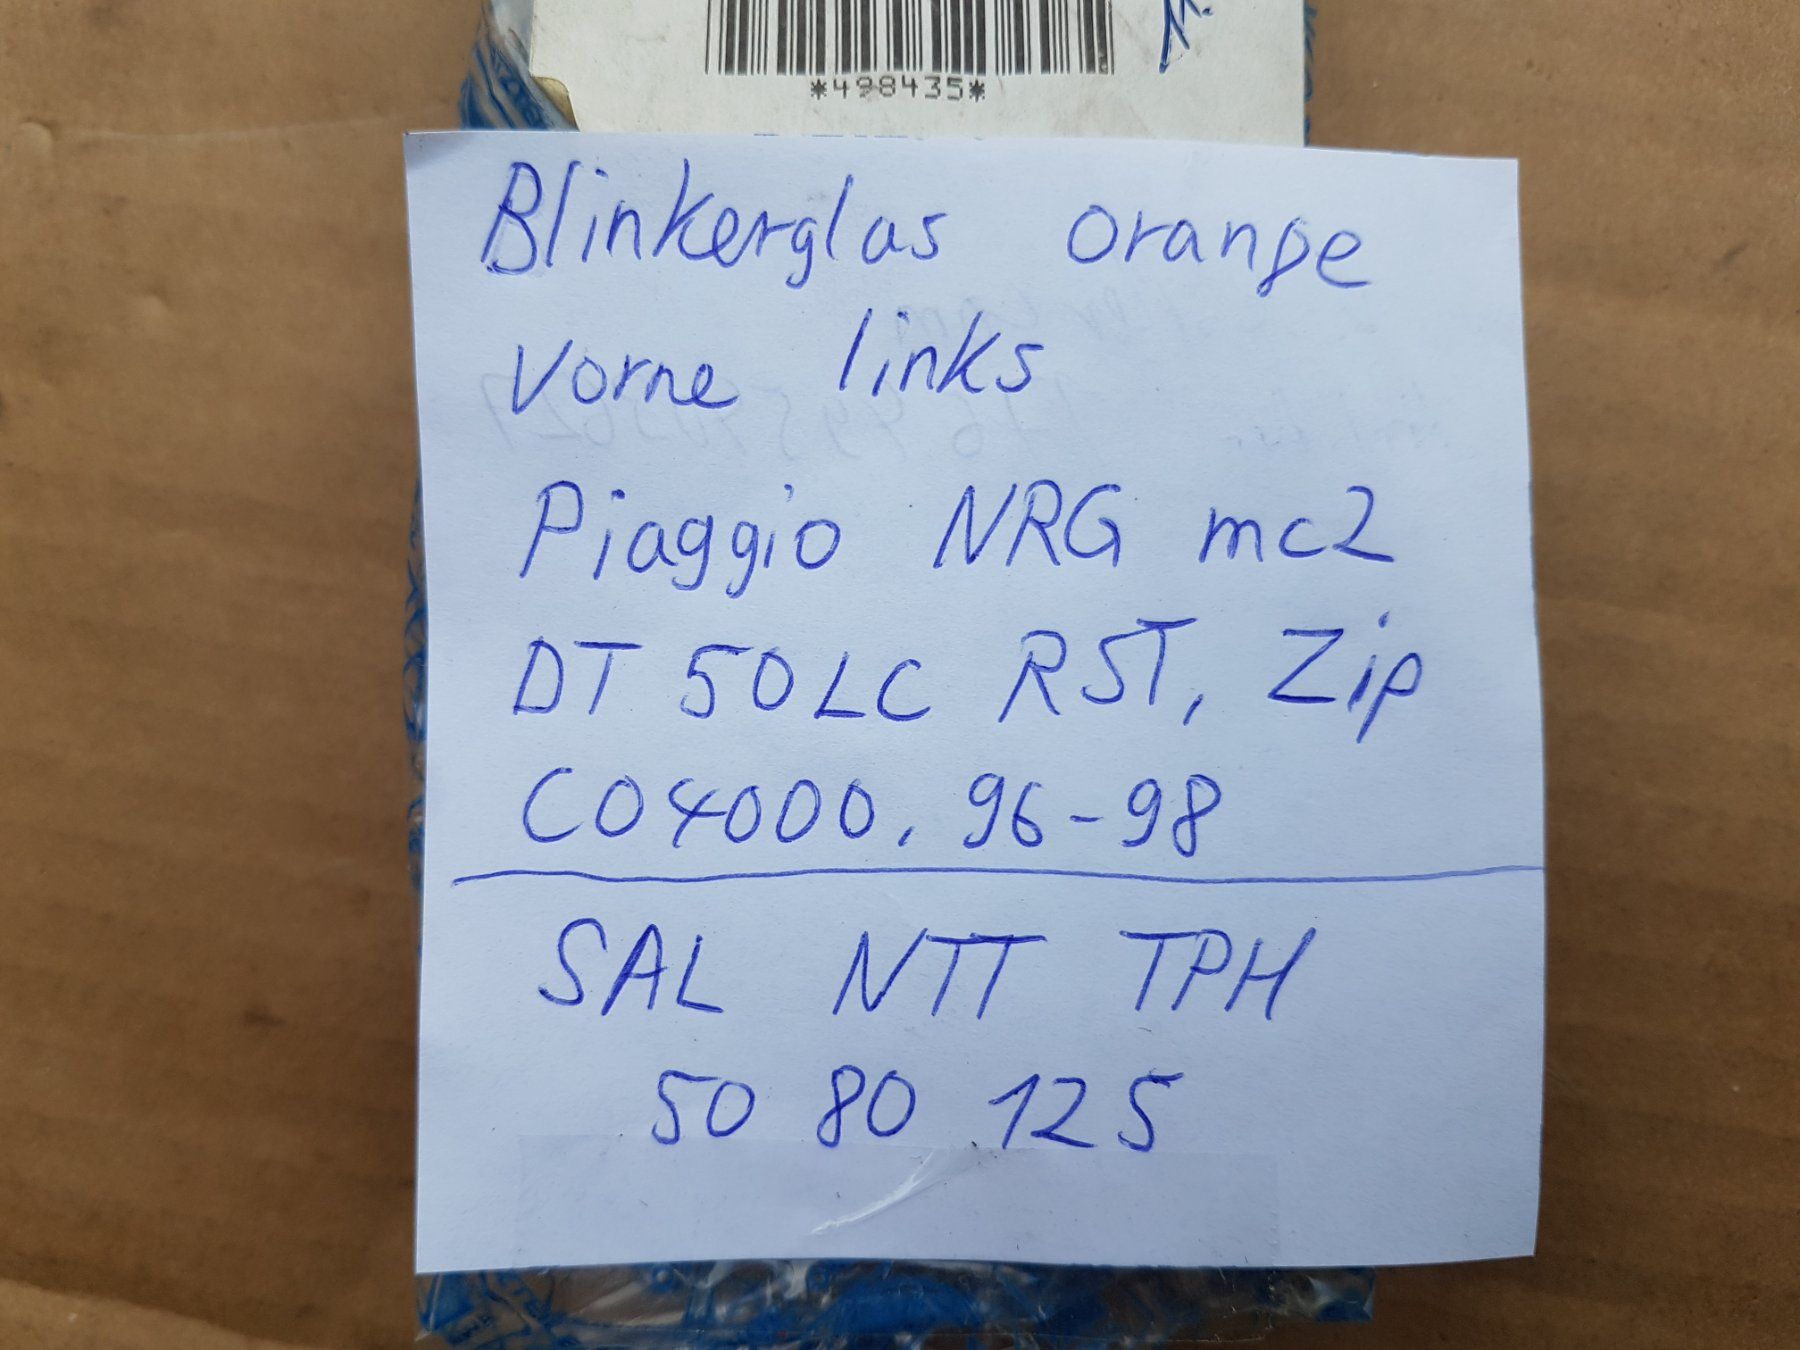 *498435*
Blinkerglas orange
vorne links
Piaggio NRG mc2
DT 50LC RST, Zip
C04000. 96-98
SAL NTT TPH
50 80 125